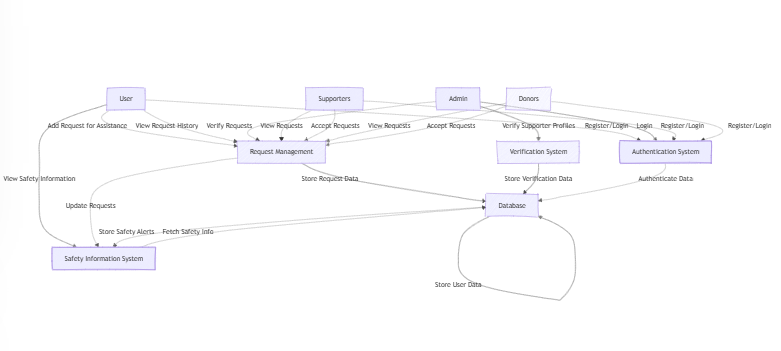 User
Supporters
Admin
Donors
Add Request for Assistance
View Request History
Verify Requests
View Requests
Accept Requests
View Requests
Accept Requests
Verify Supporter Profiles
Register/Login
Login
Register/Login
Register/Login
Request Management
Verification System
Authentication System
View Safety Information
Store Request Data
Store Verification Data
Authenticate Data
Update Requests
Database
Store Safety Alerts
Fetch Safety Info
Safety Information System
Store User Data